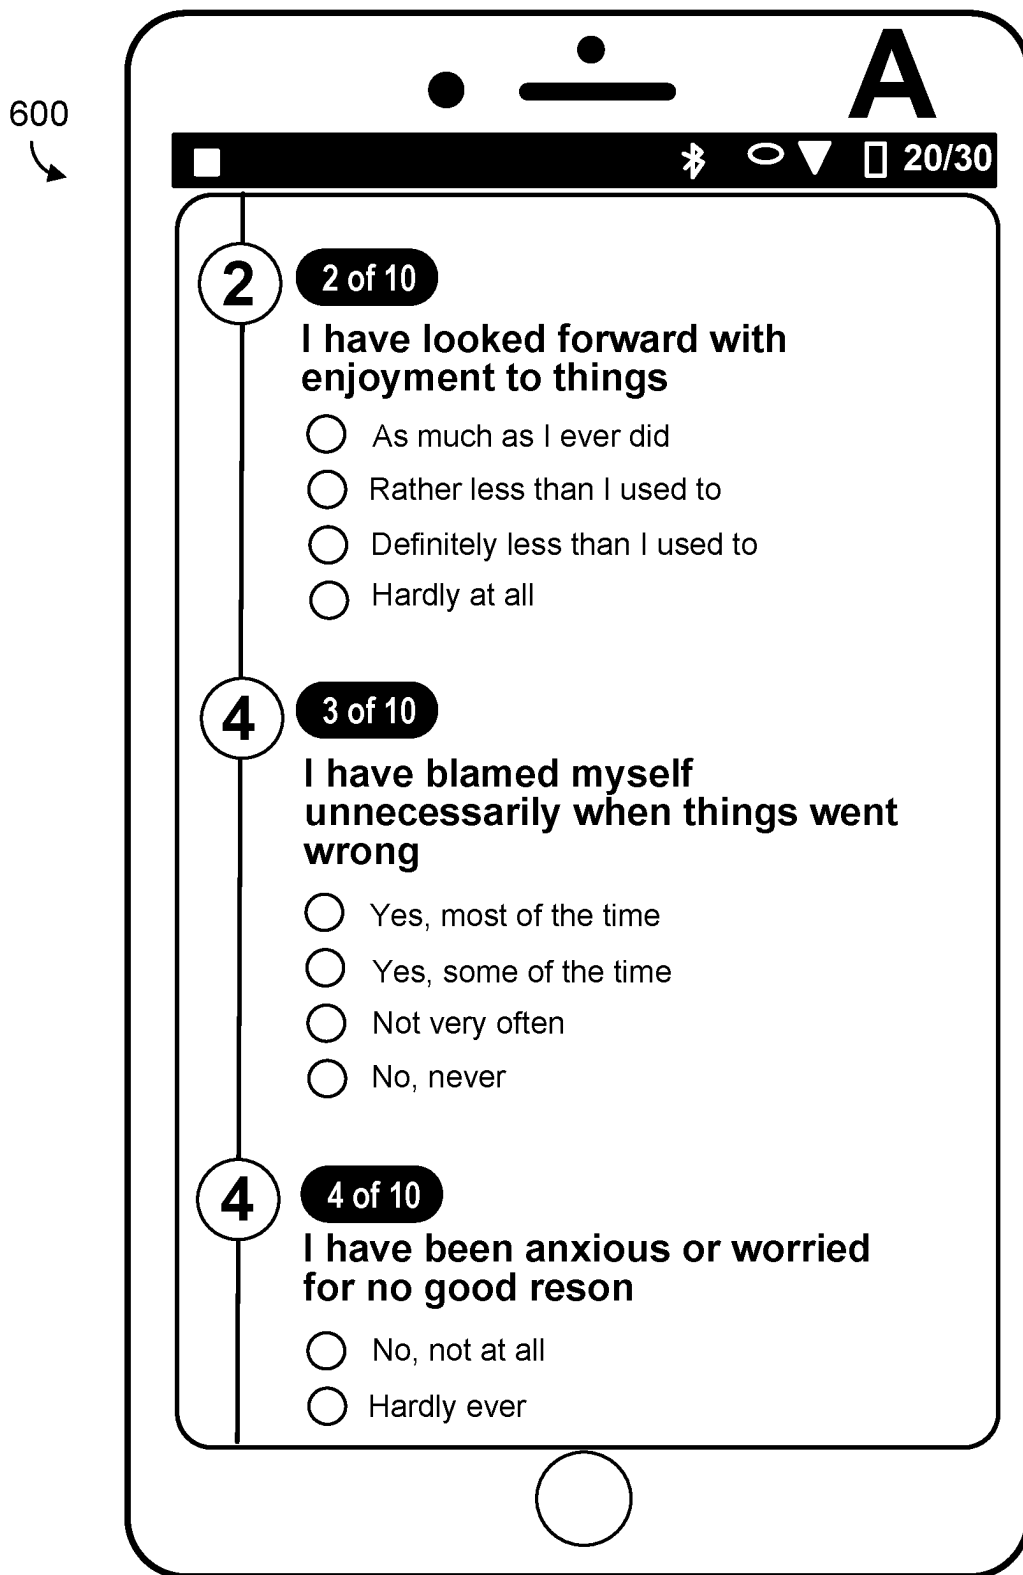 A
600
20/30
2
2 of 10
I have looked forward with
enjoyment to things
As much as I ever did
Rather less than I used to
Definitely less than I used to
Hardly at all
4
3 of 10
I have blamed myself
unnecessarily when things went
wrong
Yes, most of the time
Yes, some of the time
Not very often
No, never
4
4 of 10
I have been anxious or worried
for no good reson
No, not at all
Hardly ever